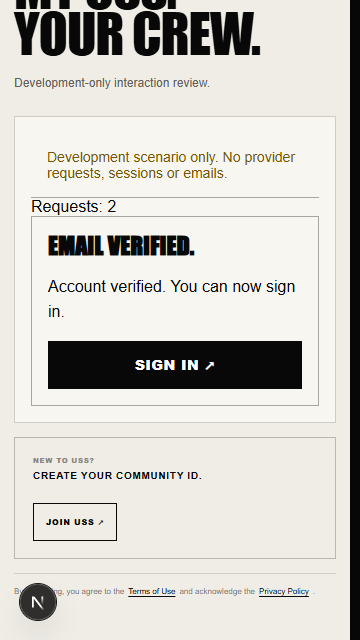 YOUR CREW.
Development-only interaction review.
Development scenario only. No provider
requests, sessions or emails.
Requests: 2
EMAIL VERIFIED.
Account verified. You can now sign
in.
SIGN IN ↗
NEW TO USS?
CREATE YOUR COMMUNITY ID.
JOIN USS ↗
you agree to the Terms of Use and acknowledge the Privacy Policy .
N